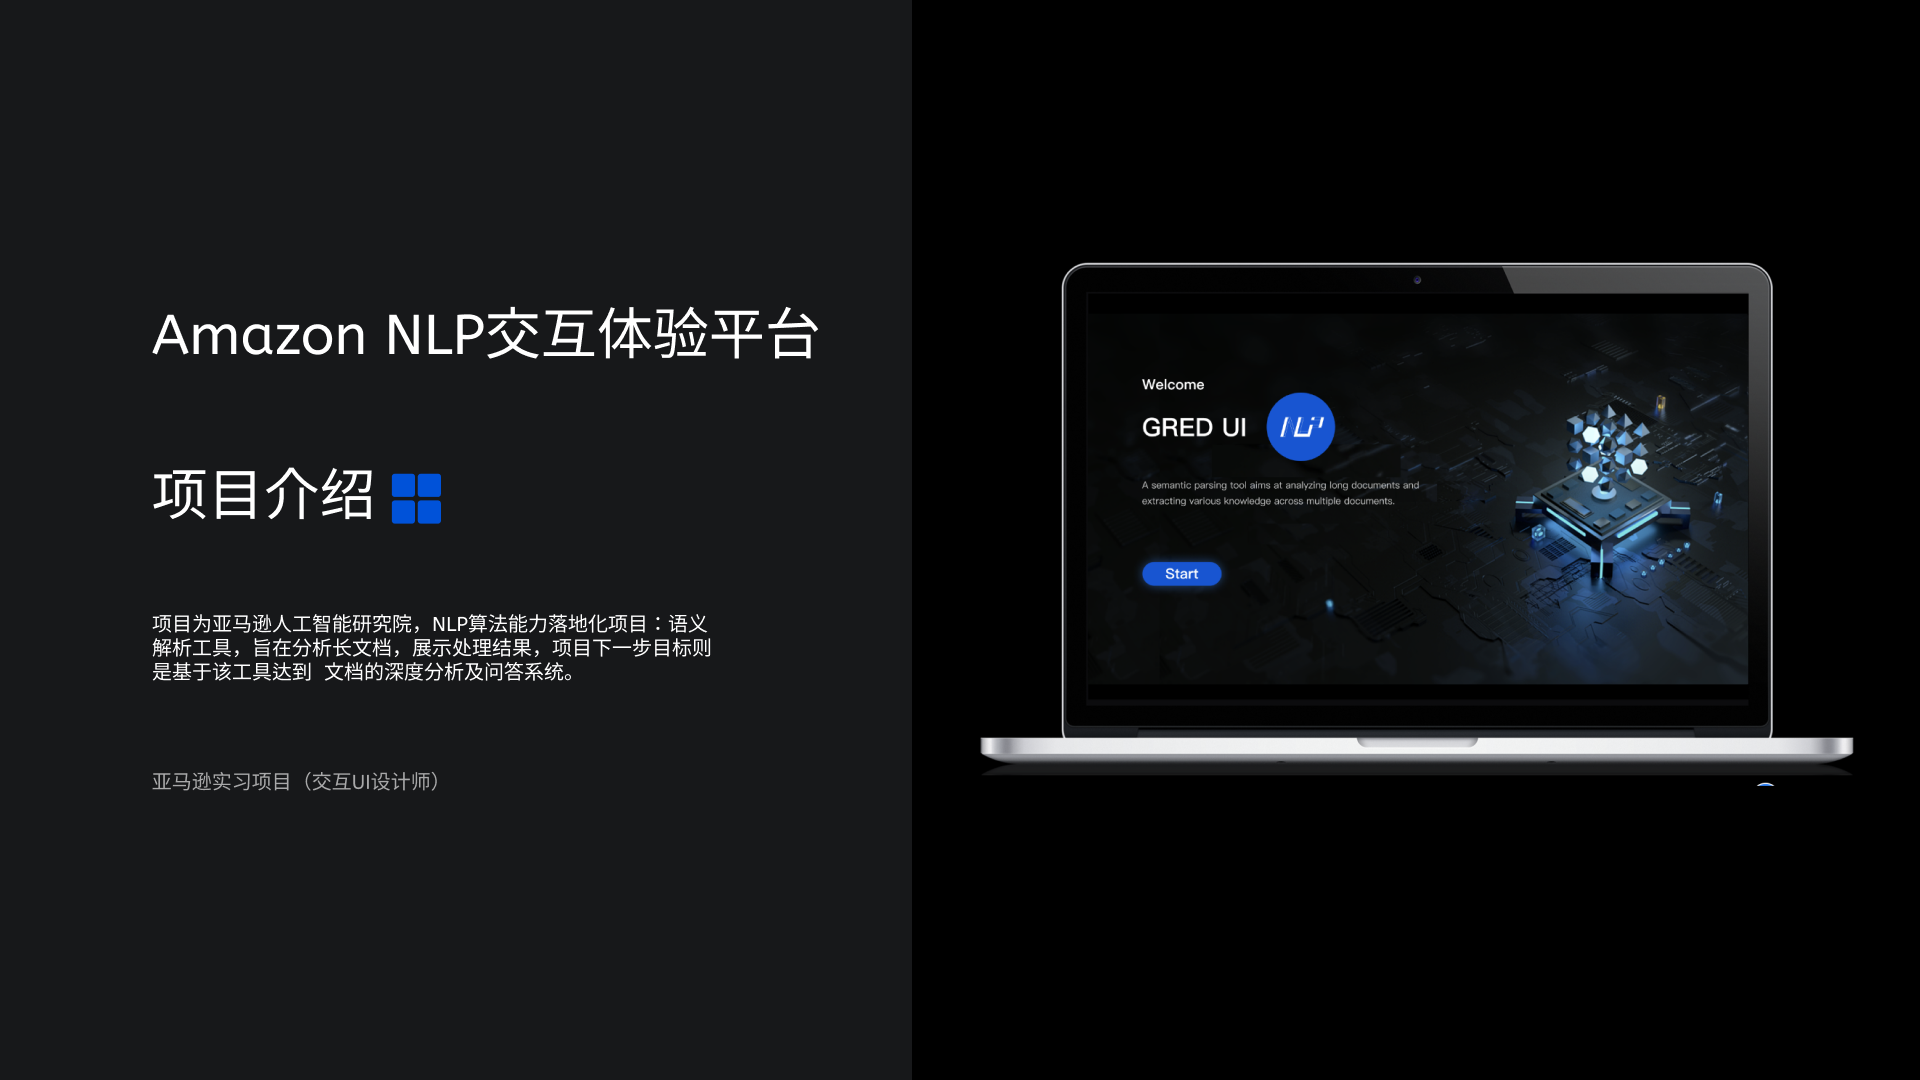 Amazon NLP交互体验平台
项目介绍
项目为亚马逊人工智能研究院，NLP算法能力落地化项目：语义
解析工具，旨在分析长文档，展示处理结果，项目下一步目标则
是基于该工具达到 文档的深度分析及问答系统。
亚马逊实习项目（交互UI设计师）
Welcome
GRED UI NLP
A semantic parsing tool aims at analyzing long documents and
extracting various knowledge across multiple documents.
Start